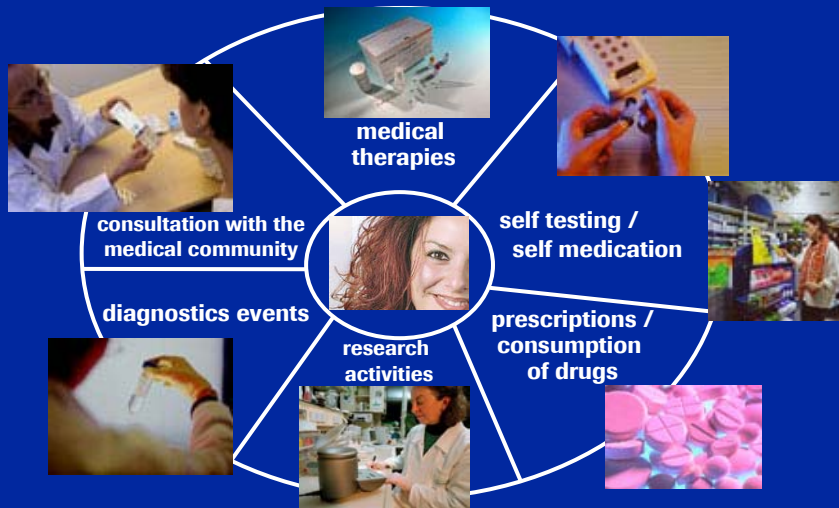 medical
therapies
self testing /
self medication
prescriptions /
consumption
of drugs
research
activities
diagnostics events
consultation with the
medical community